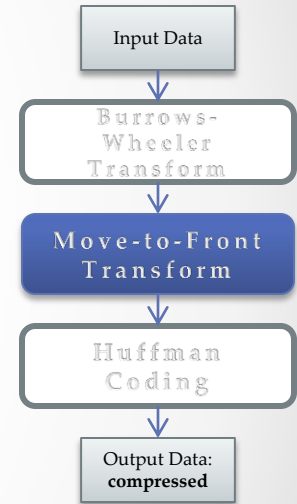 Input Data
Burrows-
Wheeler
Transform
Move-to-Front
Transform
Huffman
Coding
Output Data:
compressed